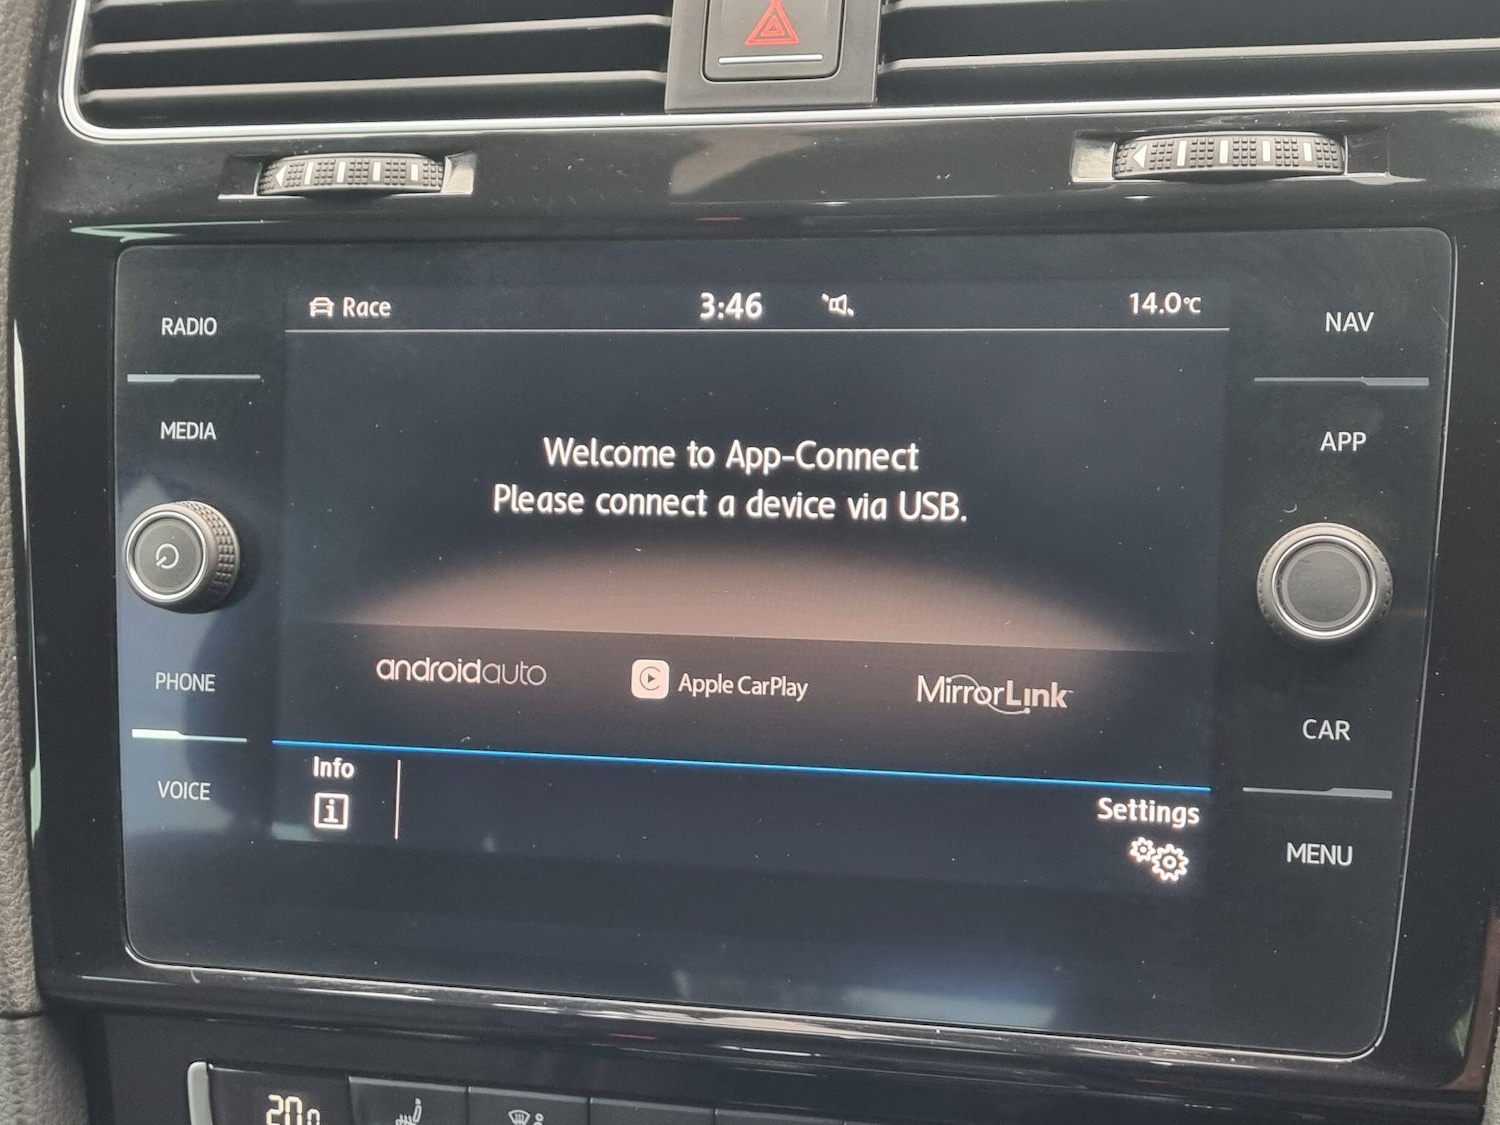 RADIO
MEDIA
PHONE
VOICE
Race
3:46
14.0°C
Welcome to App-Connect
Please connect a device via USB.
androidauto
Apple CarPlay
MirrorLink™
Info
i
Settings
NAV
APP
CAR
MENU
20.0